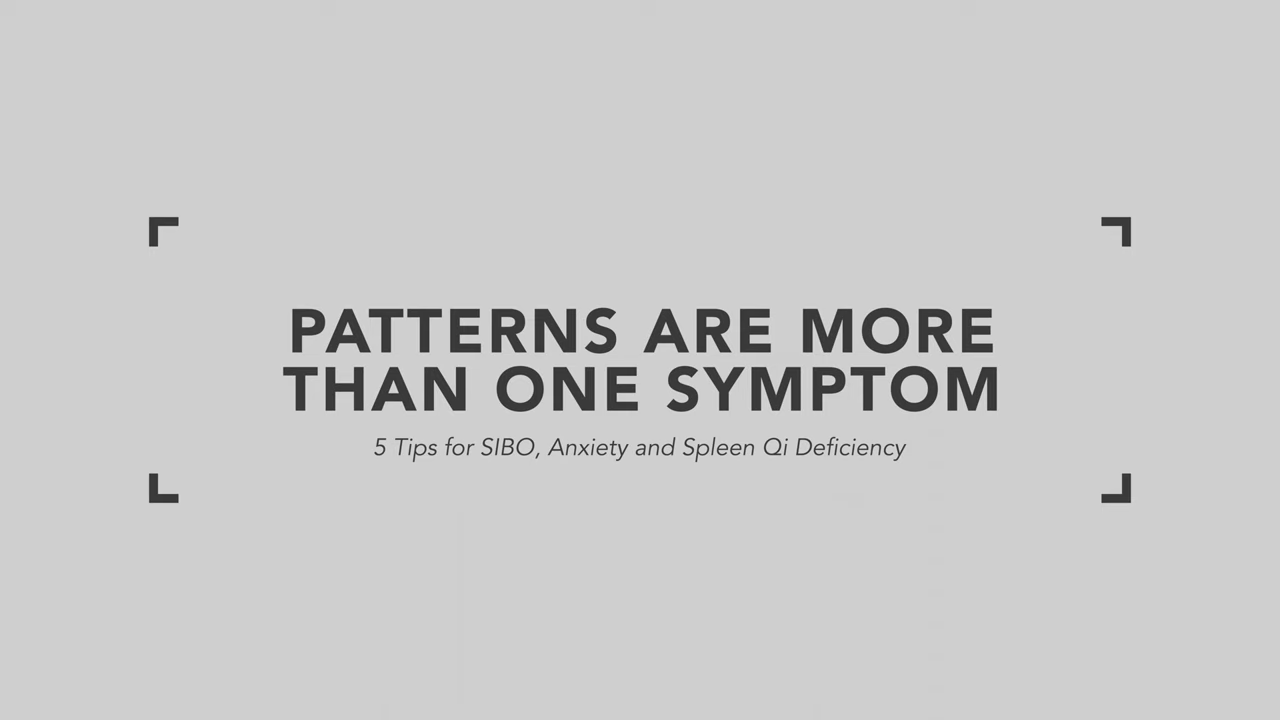 PATTERNS ARE MORE
THAN ONE SYMPTOM
5 Tips for SIBO, Anxiety and Spleen Qi Deficiency